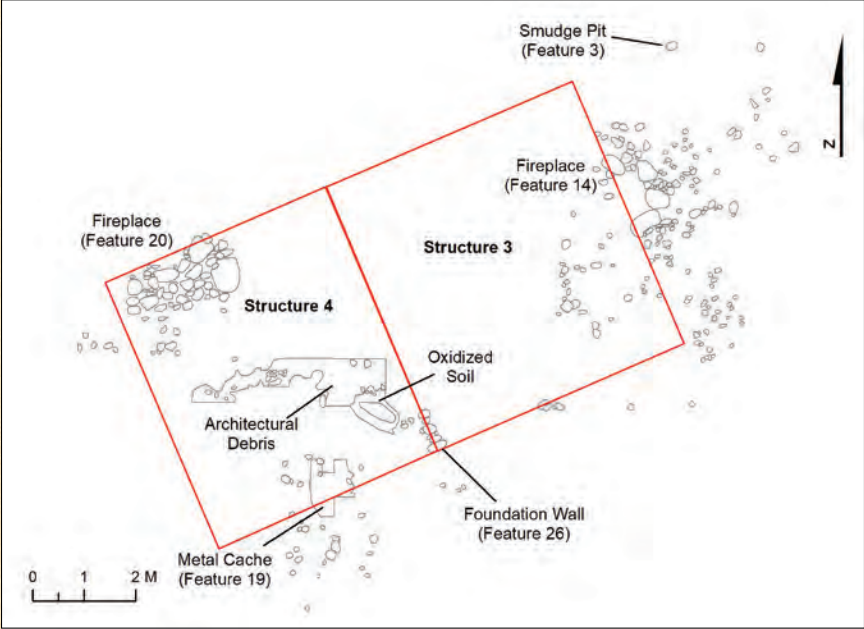 Smudge Pit
(Feature 3)
N
Fireplace
(Feature 14)
Fireplace
(Feature 20)
Structure 3
Structure 4
Oxidized
Soil
Architectural
Debris
Foundation Wall
(Feature 26)
Metal Cache
(Feature 19)
0 1 2 M